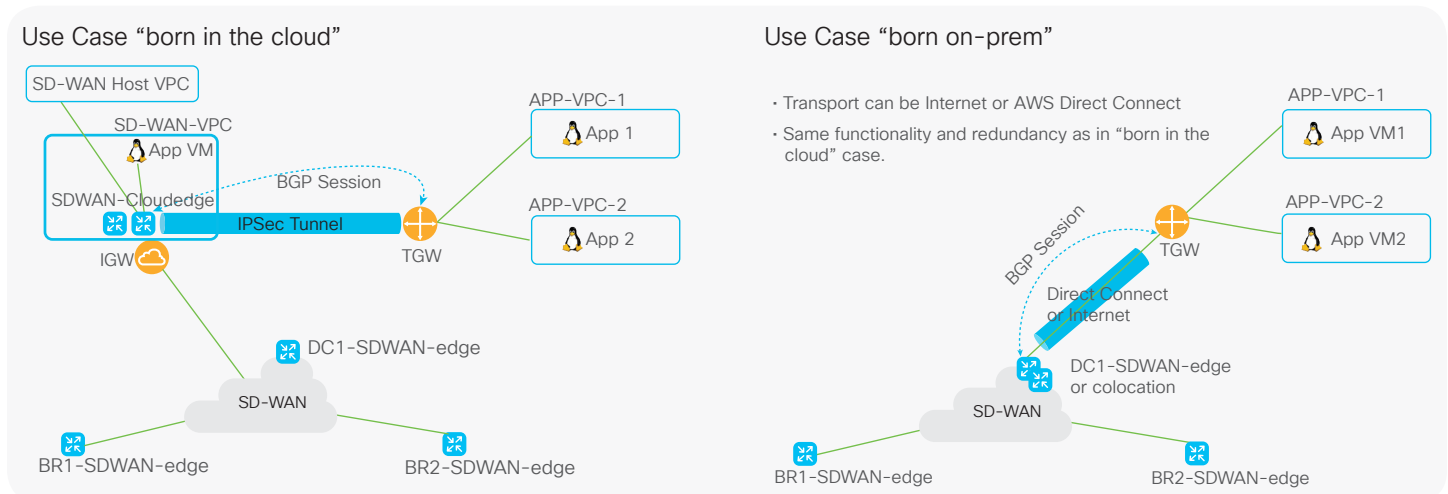 Use Case “born in the cloud”
SD-WAN Host VPC
SD-WAN-VPC
App VM
SDWAN-Cloudedge
BGP Session
IPSec Tunnel
IGW
TGW
APP-VPC-1
App 1
APP-VPC-2
App 2
DC1-SDWAN-edge
SD-WAN
BR1-SDWAN-edge
BR2-SDWAN-edge
Use Case “born on-prem”
· Transport can be Internet or AWS Direct Connect
· Same functionality and redundancy as in “born in the
cloud” case.
APP-VPC-1
App VM1
APP-VPC-2
App VM2
TGW
BGP Session
Direct Connect
or Internet
DC1-SDWAN-edge
or colocation
SD-WAN
BR1-SDWAN-edge
BR2-SDWAN-edge